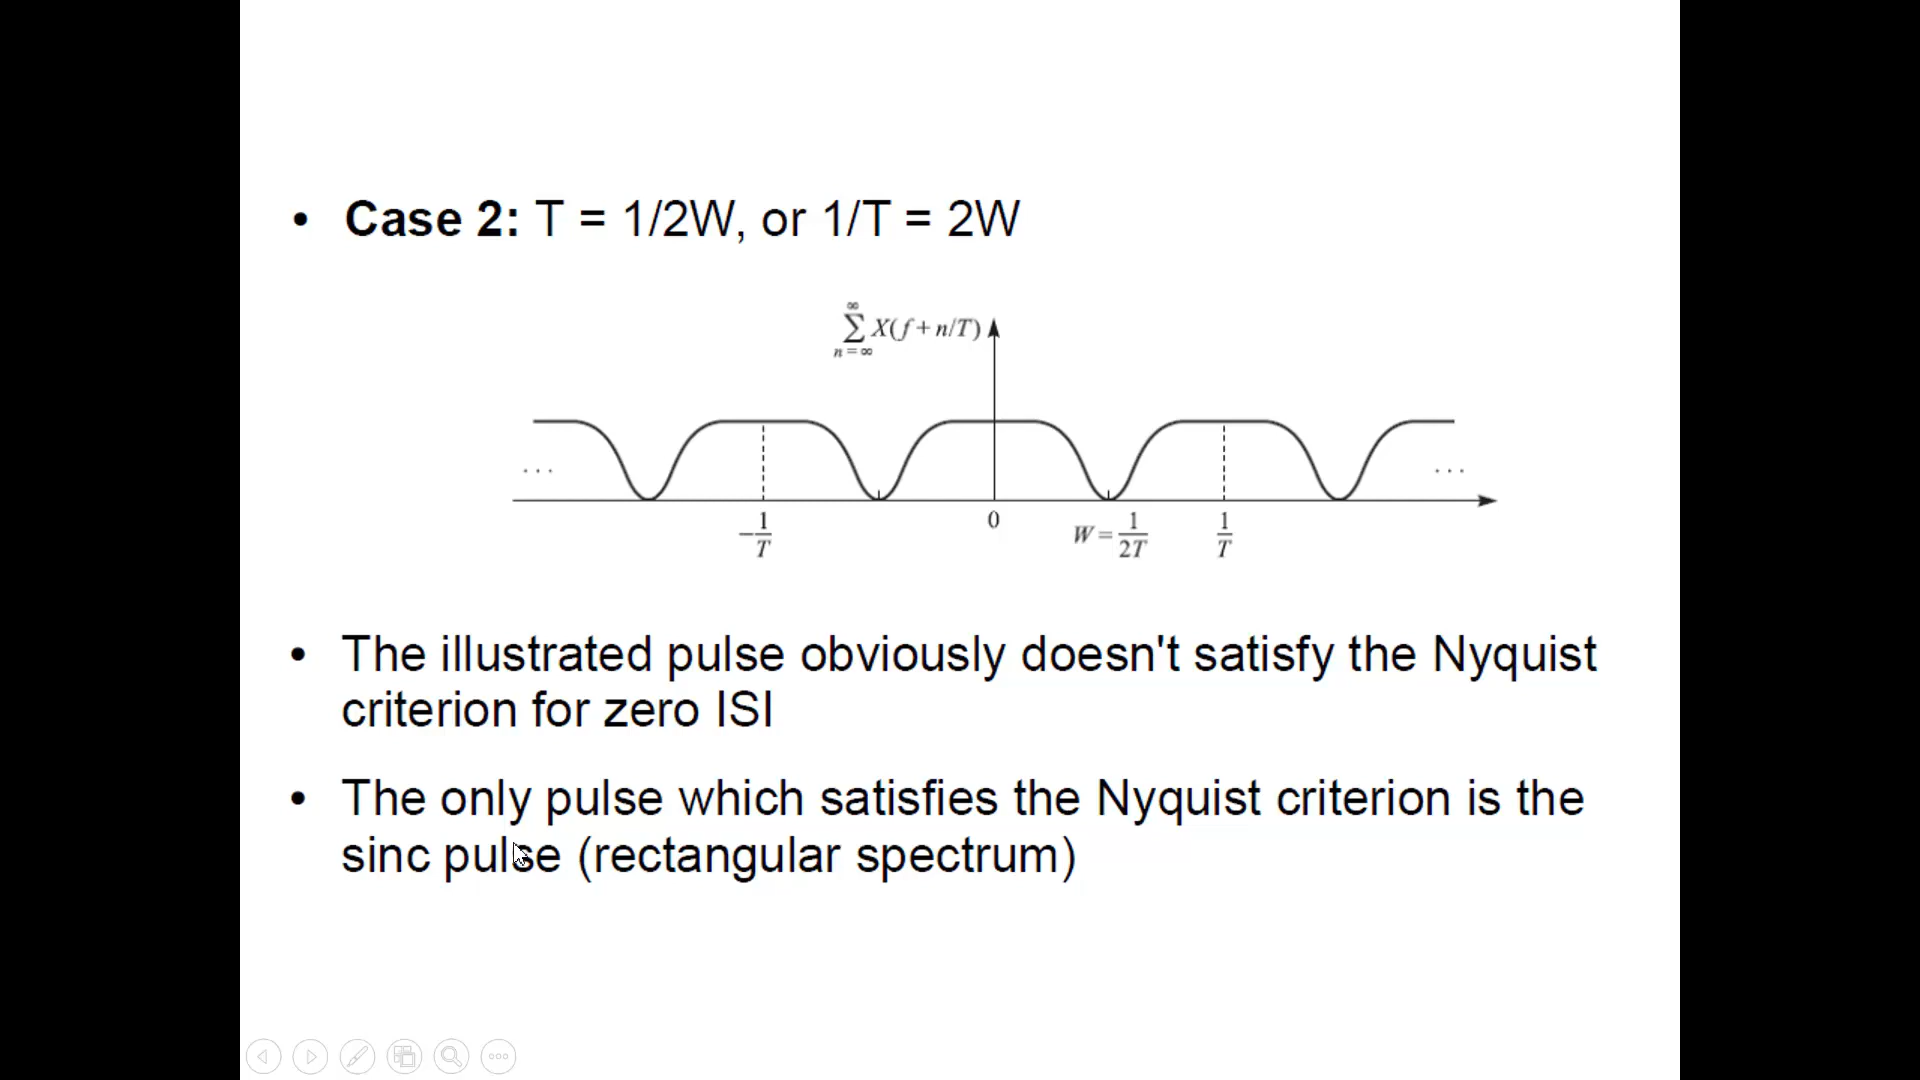 • Case 2: T = 1/2W, or 1/T = 2W
∞
∑ X(f + n/T)
n = ∞
. . .
. . .
−1/T
0
W = 1/2T
1/T
• The illustrated pulse obviously doesn't satisfy the Nyquist
criterion for zero ISI
• The only pulse which satisfies the Nyquist criterion is the
sinc pulse (rectangular spectrum)